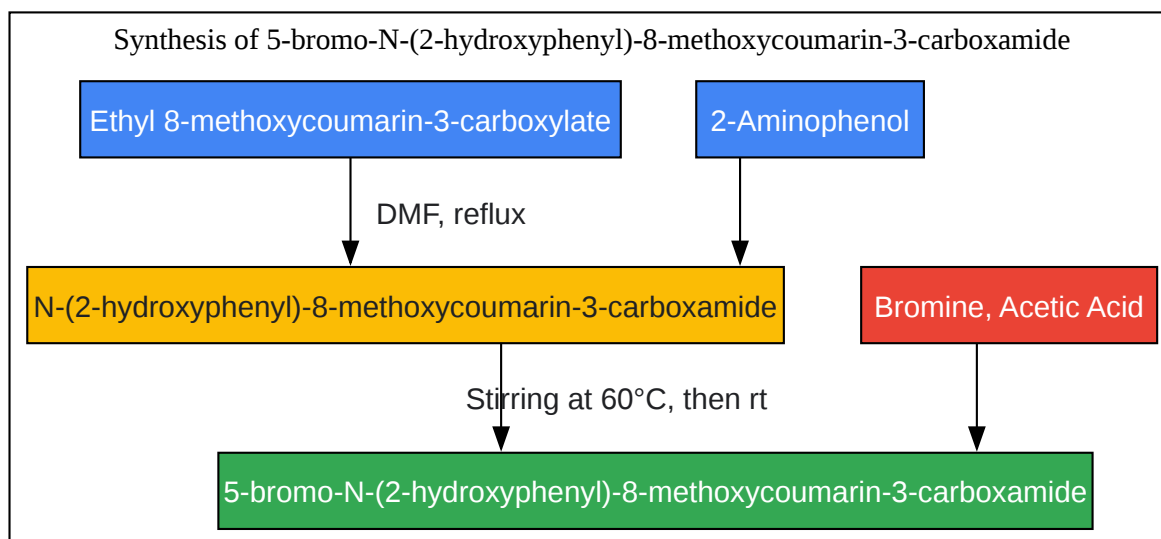 Synthesis of 5-bromo-N-(2-hydroxyphenyl)-8-methoxycoumarin-3-carboxamide
Ethyl 8-methoxycoumarin-3-carboxylate
2-Aminophenol
DMF, reflux
N-(2-hydroxyphenyl)-8-methoxycoumarin-3-carboxamide
Bromine, Acetic Acid
Stirring at 60°C, then rt
5-bromo-N-(2-hydroxyphenyl)-8-methoxycoumarin-3-carboxamide